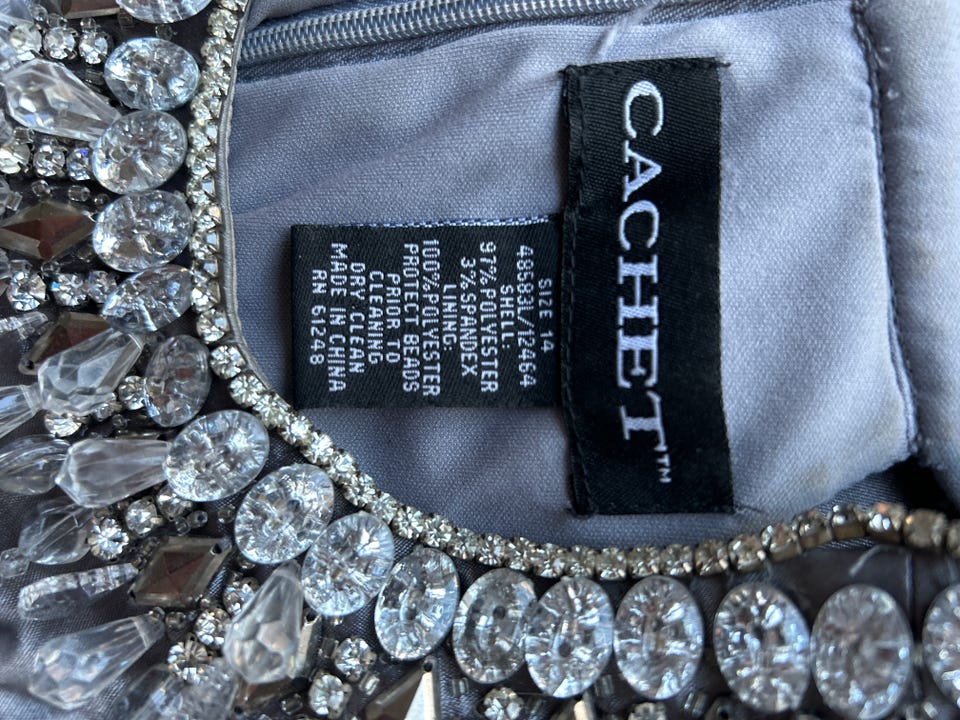 CACHET™
SIZE 14
48583L/12464
SHELL
97%POLYESTER
3%SPANDEX
LINING
100%POLYESTER
PROTECT BEADS
PRIOR TO
CLEANING
DRY CLEAN
MADE IN CHINA
RN 61248